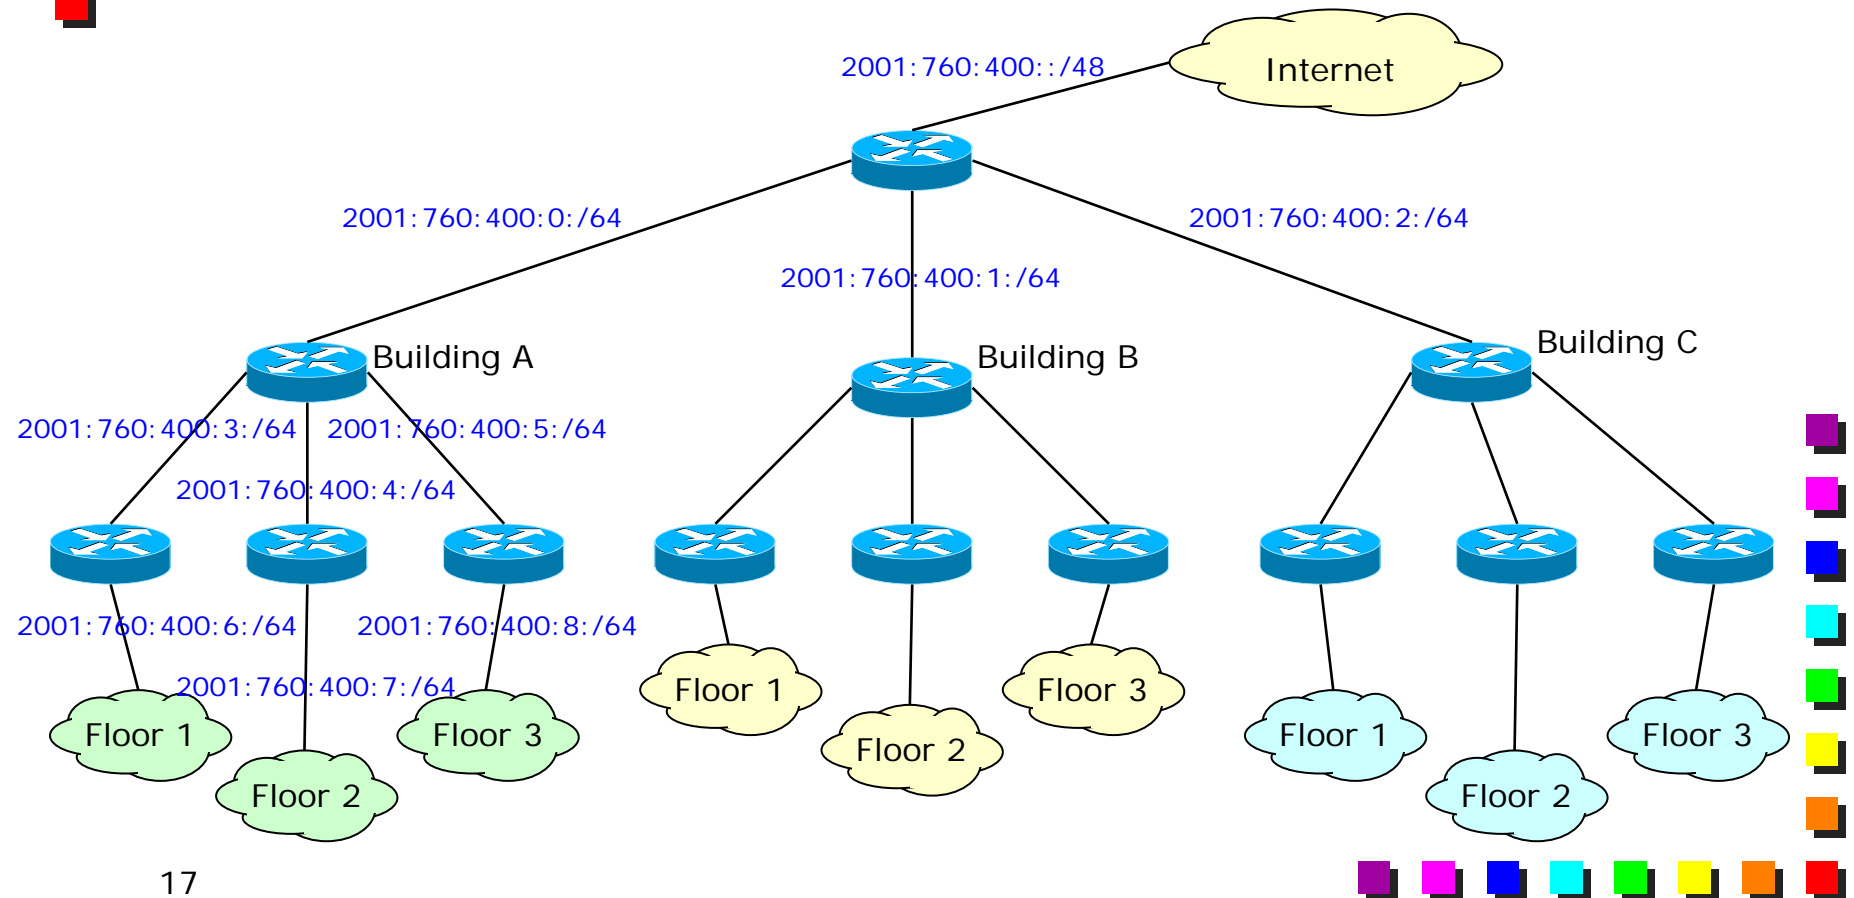 2001:760:400::/48
Internet
2001:760:400:0:/64
2001:760:400:2:/64
2001:760:400:1:/64
Building A
Building B
Building C
2001:760:400:3:/64
2001:760:400:5:/64
2001:760:400:4:/64
2001:760:400:6:/64
2001:760:400:8:/64
2001:760:400:7:/64
Floor 1
Floor 2
Floor 3
Floor 1
Floor 2
Floor 3
Floor 1
Floor 2
Floor 3
17